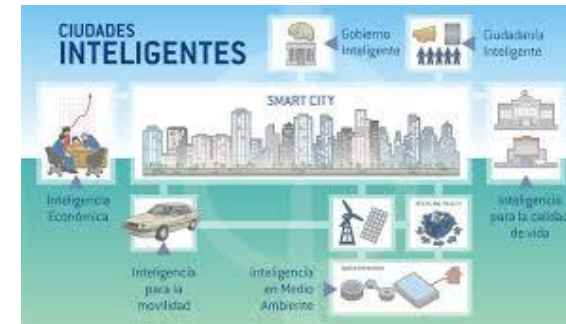 CIUDADES
INTELIGENTES
Gobierno
Inteligente
Ciudadanía
Inteligente
SMART CITY
Inteligencia
Económica
Inteligencia
para la calidad
de vida
Inteligencia
para la
movilidad
Inteligencia
en Medio
Ambiente